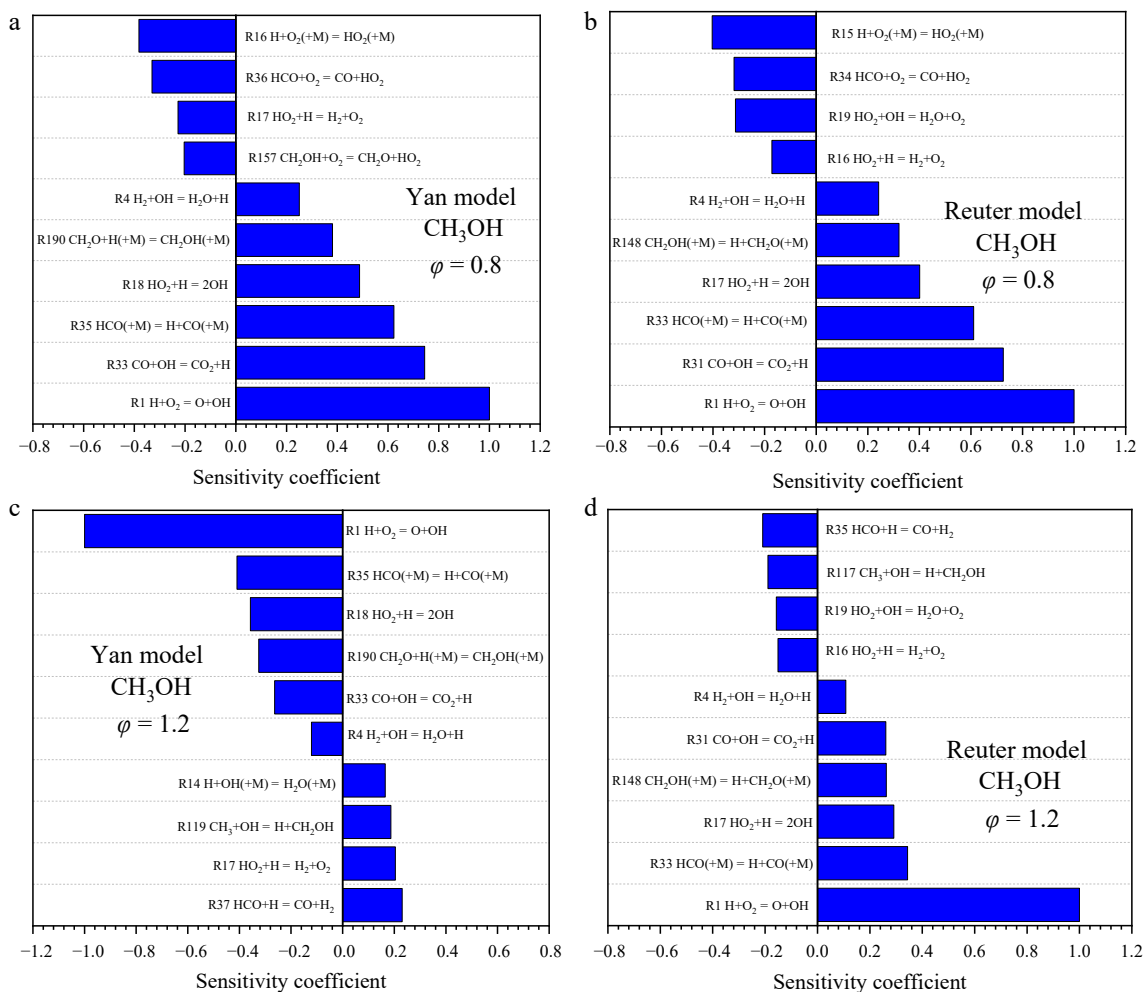 a
R16 H+O₂(+M) = HO₂(+M)
R36 HCO+O₂ = CO+HO₂
R17 HO₂+H = H₂+O₂
R157 CH₂OH+O₂ = CH₂O+HO₂
R4 H₂+OH = H₂O+H
R190 CH₂O+H(+M) = CH₂OH(+M)
R18 HO₂+H = 2OH
R35 HCO(+M) = H+CO(+M)
R33 CO+OH = CO₂+H
R1 H+O₂ = O+OH
Yan model
CH₃OH
φ = 0.8
−0.8 −0.6 −0.4 −0.2 0.0 0.2 0.4 0.6 0.8 1.0 1.2
Sensitivity coefficient
b
R15 H+O₂(+M) = HO₂(+M)
R34 HCO+O₂ = CO+HO₂
R19 HO₂+OH = H₂O+O₂
R16 HO₂+H = H₂+O₂
R4 H₂+OH = H₂O+H
R148 CH₂OH(+M) = H+CH₂O(+M)
R17 HO₂+H = 2OH
R33 HCO(+M) = H+CO(+M)
R31 CO+OH = CO₂+H
R1 H+O₂ = O+OH
Reuter model
CH₃OH
φ = 0.8
−0.8 −0.6 −0.4 −0.2 0.0 0.2 0.4 0.6 0.8 1.0 1.2
Sensitivity coefficient
c
R1 H+O₂ = O+OH
R35 HCO(+M) = H+CO(+M)
R18 HO₂+H = 2OH
R190 CH₂O+H(+M) = CH₂OH(+M)
R33 CO+OH = CO₂+H
R4 H₂+OH = H₂O+H
R14 H+OH(+M) = H₂O(+M)
R119 CH₃+OH = H+CH₂OH
R17 HO₂+H = H₂+O₂
R37 HCO+H = CO+H₂
Yan model
CH₃OH
φ = 1.2
−1.2 −1.0 −0.8 −0.6 −0.4 −0.2 0.0 0.2 0.4 0.6 0.8
Sensitivity coefficient
d
R35 HCO+H = CO+H₂
R117 CH₃+OH = H+CH₂OH
R19 HO₂+OH = H₂O+O₂
R16 HO₂+H = H₂+O₂
R4 H₂+OH = H₂O+H
R31 CO+OH = CO₂+H
R148 CH₂OH(+M) = H+CH₂O(+M)
R17 HO₂+H = 2OH
R33 HCO(+M) = H+CO(+M)
R1 H+O₂ = O+OH
Reuter model
CH₃OH
φ = 1.2
−0.8 −0.6 −0.4 −0.2 0.0 0.2 0.4 0.6 0.8 1.0 1.2
Sensitivity coefficient